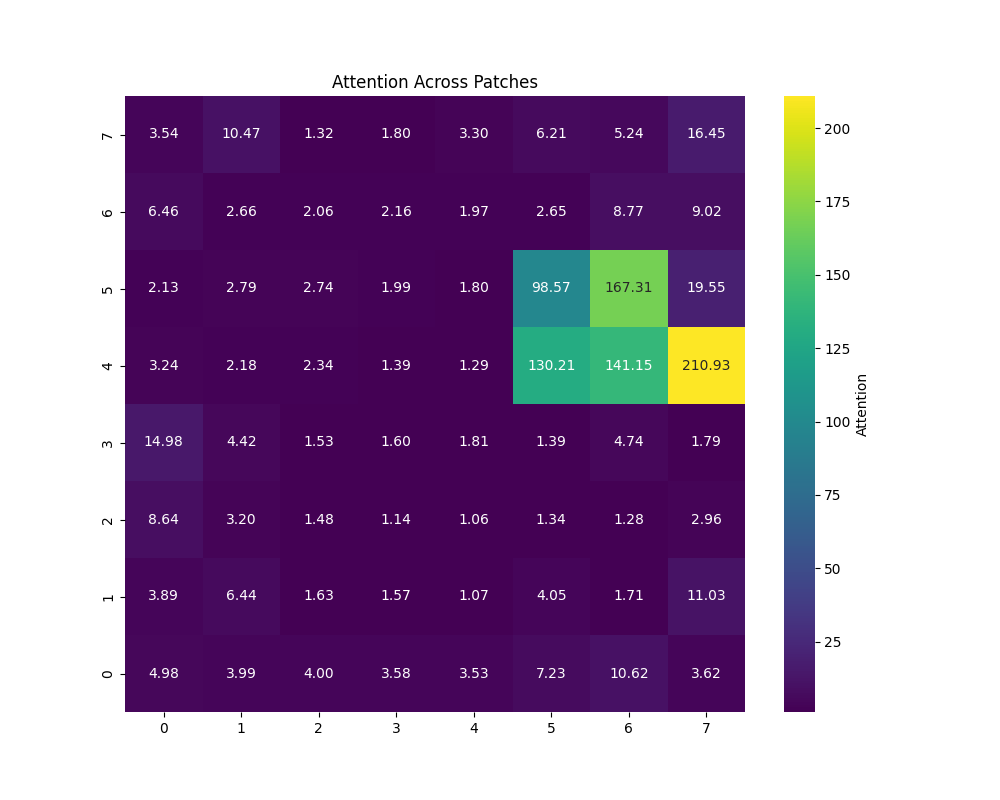 Attention Across Patches
7 3.54 10.47 1.32 1.80 3.30 6.21 5.24 16.45
6 6.46 2.66 2.06 2.16 1.97 2.65 8.77 9.02
5 2.13 2.79 2.74 1.99 1.80 98.57 167.31 19.55
4 3.24 2.18 2.34 1.39 1.29 130.21 141.15 210.93
3 14.98 4.42 1.53 1.60 1.81 1.39 4.74 1.79
2 8.64 3.20 1.48 1.14 1.06 1.34 1.28 2.96
1 3.89 6.44 1.63 1.57 1.07 4.05 1.71 11.03
0 4.98 3.99 4.00 3.58 3.53 7.23 10.62 3.62
0 1 2 3 4 5 6 7
200
175
150
125
100
75
50
25
Attention